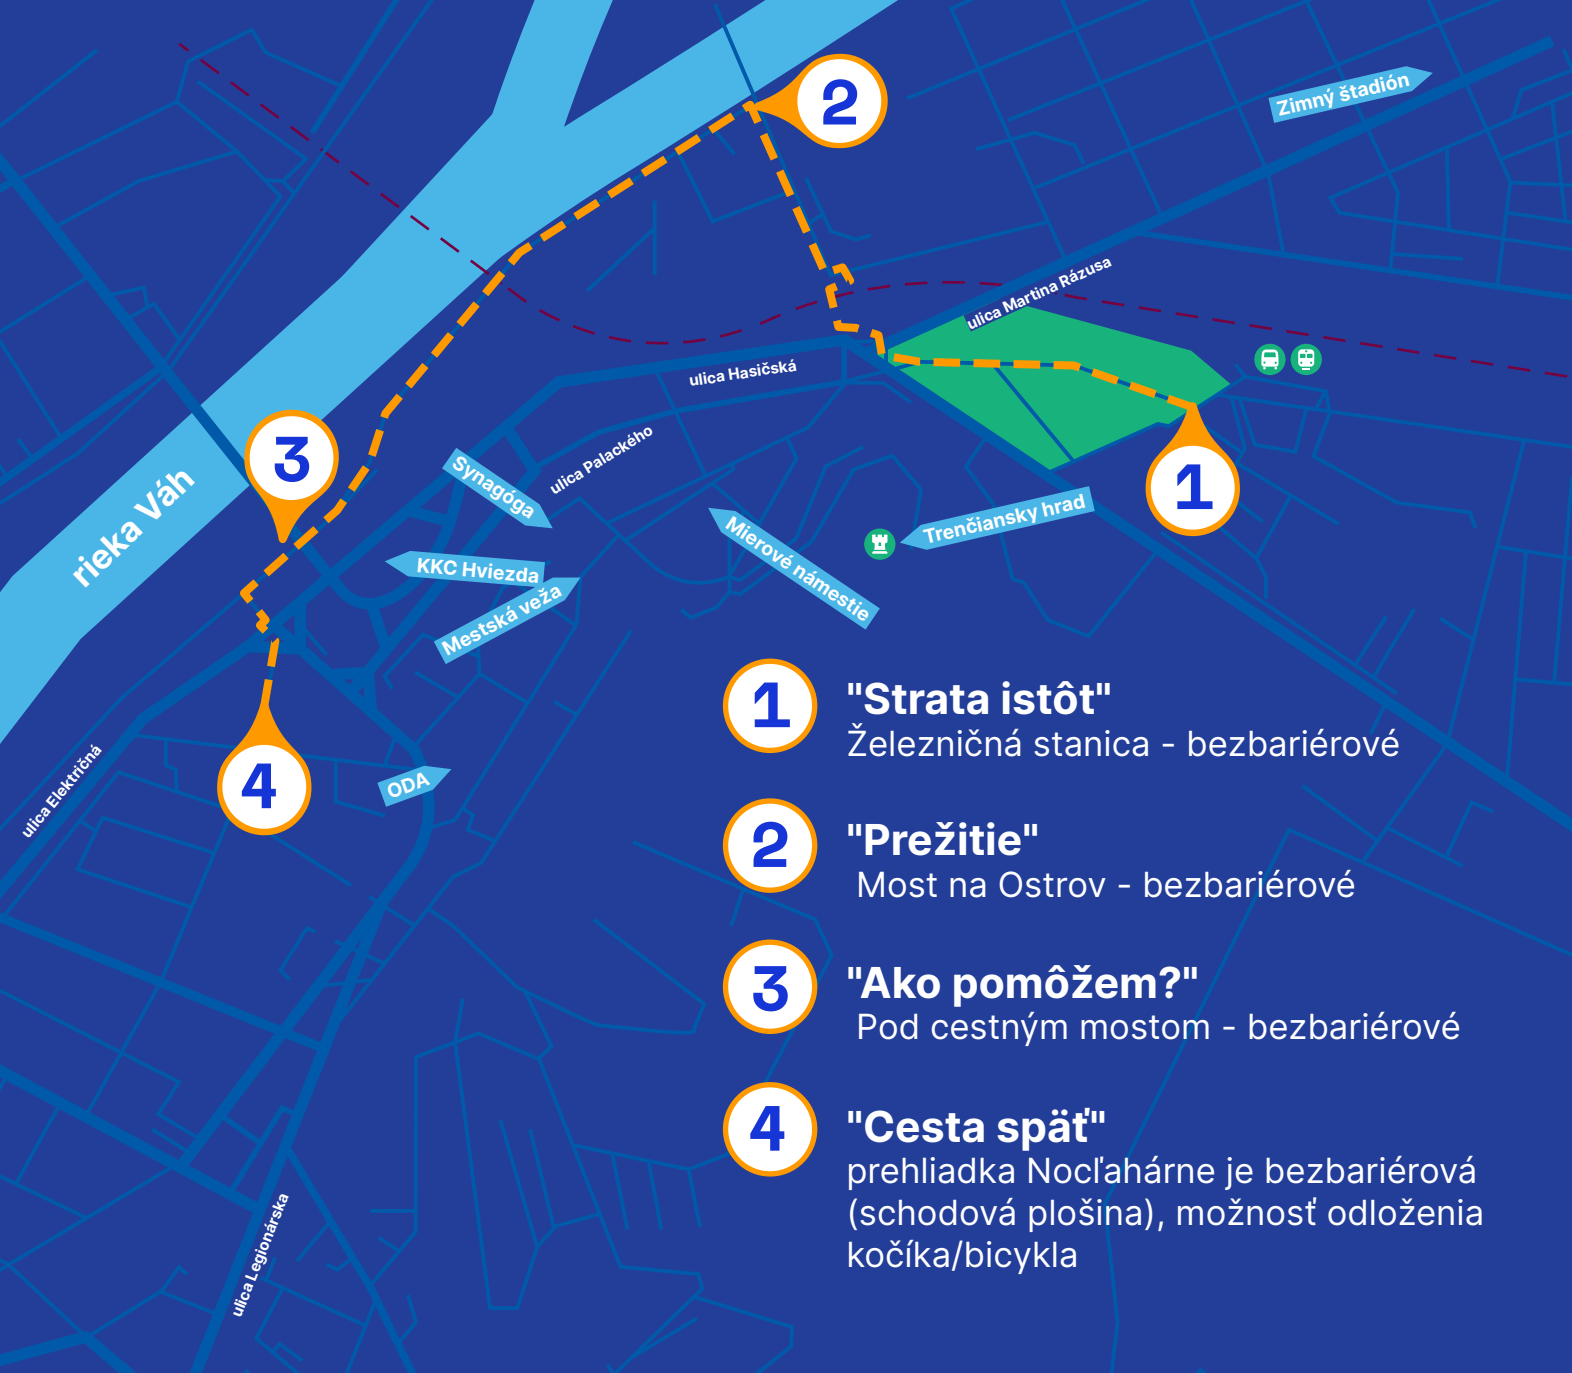 2
Zimný štadión
ulica Martina Rázusa
ulica Hasičská
3
1
rieka Váh
Synagóga
ulica Palackého
Trenčiansky hrad
Mierové námestie
KKC Hviezda
Mestská veža
4
ODA
ulica Električná
ulica Legionárska
1
"Strata istôt"
Železničná stanica - bezbariérové
2
"Prežitie"
Most na Ostrov - bezbariérové
3
"Ako pomôžem?"
Pod cestným mostom - bezbariérové
4
"Cesta späť"
prehliadka Nocľahárne je bezbariérová
(schodová plošina), možnosť odloženia
kočíka/bicykla